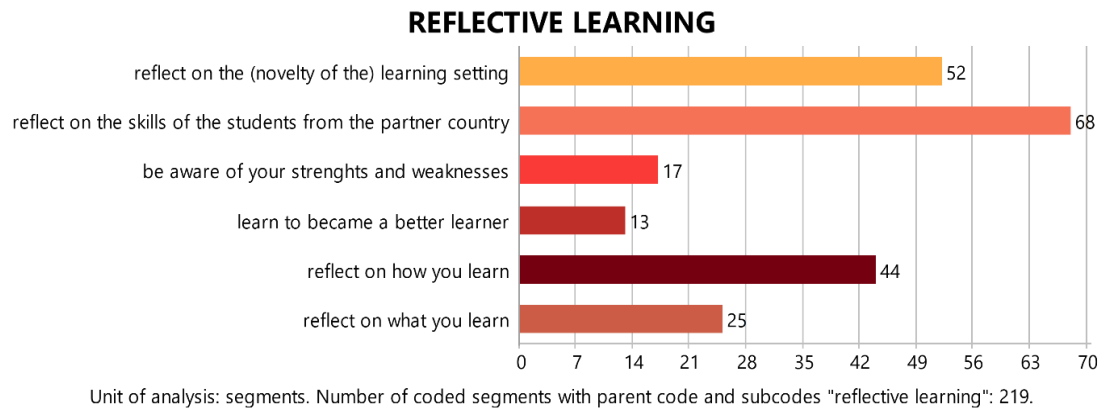 REFLECTIVE LEARNING
reflect on the (novelty of the) learning setting 52
reflect on the skills of the students from the partner country 68
be aware of your strenghts and weaknesses 17
learn to became a better learner 13
reflect on how you learn 44
reflect on what you learn 25
0 7 14 21 28 35 42 49 56 63 70
Unit of analysis: segments. Number of coded segments with parent code and subcodes "reflective learning": 219.